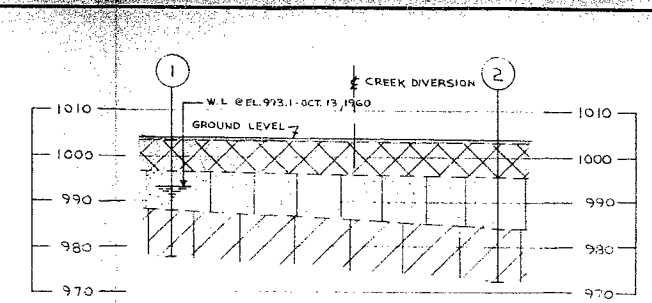 1
₵ CREEK DIVERSION 2
W.L @ EL. 993.1 - OCT. 13, 1960
1010 1010
GROUND LEVEL
1000 1000
990 990
980 980
970 970